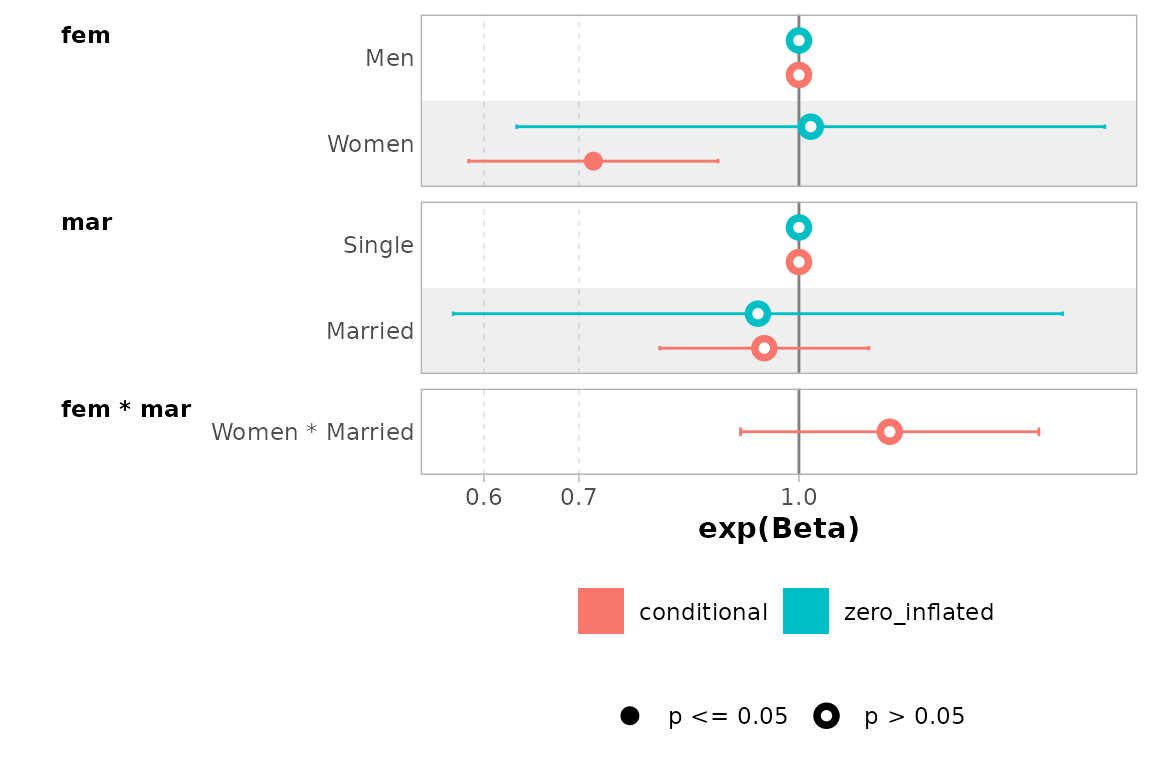 fem
Men
Women
mar
Single
Married
fem * mar
Women * Married
0.6 0.7 1.0
exp(Beta)
conditional zero_inflated
p <= 0.05 p > 0.05